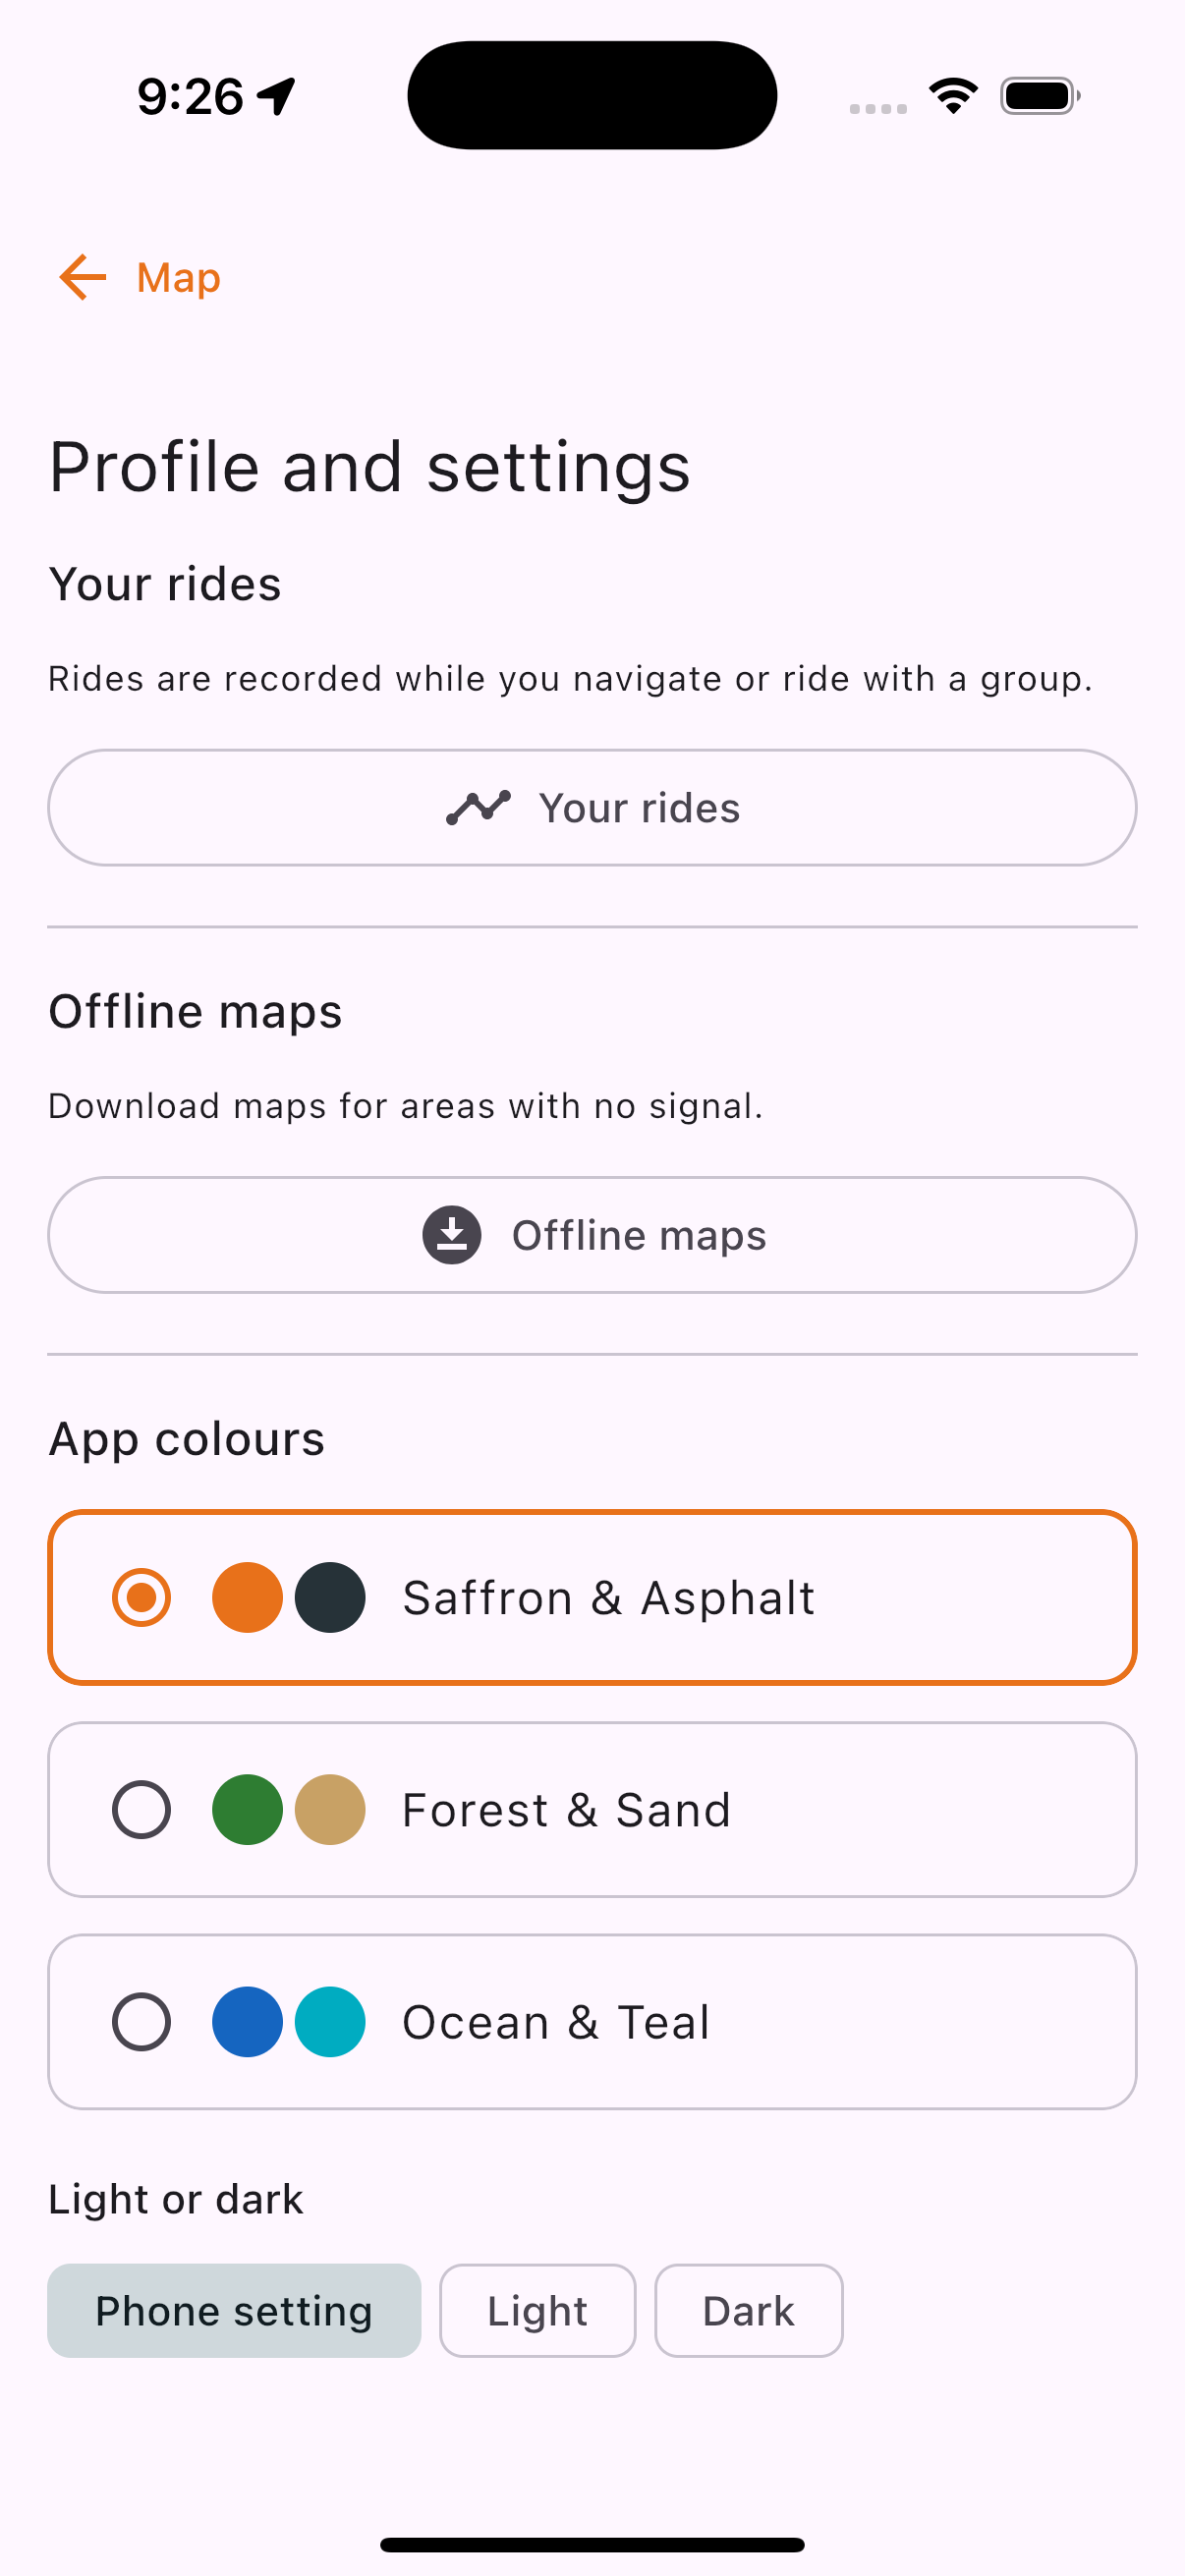 9:26
Map
Profile and settings
Your rides
Rides are recorded while you navigate or ride with a group.
Your rides
Offline maps
Download maps for areas with no signal.
Offline maps
App colours
Saffron & Asphalt
Forest & Sand
Ocean & Teal
Light or dark
Phone setting Light Dark